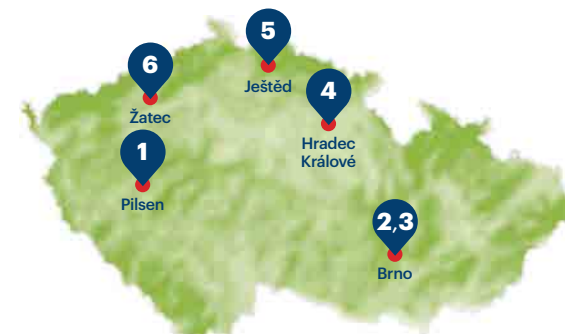 5
Ještěd
6
Žatec
4
Hradec
Králové
1
Pilsen
2,3
Brno